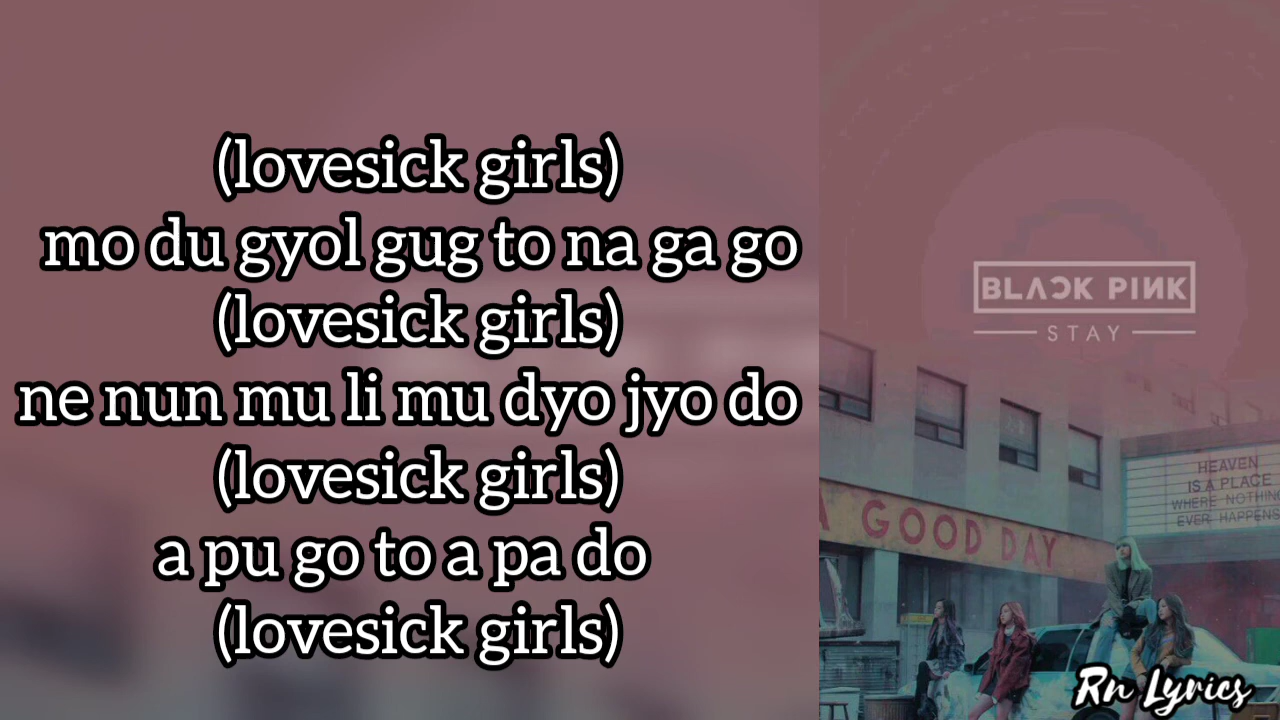 (lovesick girls)
mo du gyol gug to na ga go
(lovesick girls)
ne nun mu li mu dyo jyo do
(lovesick girls)
a pu go to a pa do
(lovesick girls)
BLACK PINK
STAY
HEAVEN
IS A PLACE
WHERE NOTHIN
EVER HAPPENS
A GOOD DAY
Rn Lyrics